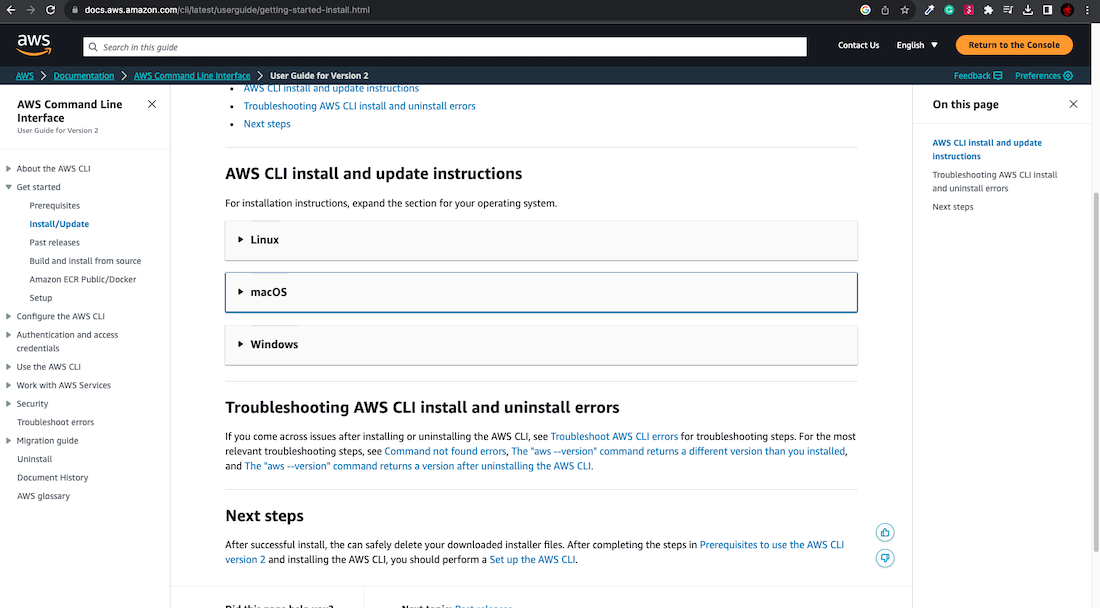 docs.aws.amazon.com/cli/latest/userguide/getting-started-install.html
aws
Search in this guide
Contact Us
English
Return to the Console
AWS
Documentation
AWS Command Line Interface
User Guide for Version 2
Feedback
Preferences
AWS Command Line
Interface
User Guide for Version 2
About the AWS CLI
Get started
Prerequisites
Install/Update
Past releases
Build and install from source
Amazon ECR Public/Docker
Setup
Configure the AWS CLI
Authentication and access
credentials
Use the AWS CLI
Work with AWS Services
Security
Troubleshoot errors
Migration guide
Uninstall
Document History
AWS glossary
AWS CLI install and update instructions
Troubleshooting AWS CLI install and uninstall errors
Next steps
AWS CLI install and update instructions
For installation instructions, expand the section for your operating system.
Linux
macOS
Windows
Troubleshooting AWS CLI install and uninstall errors
If you come across issues after installing or uninstalling the AWS CLI, see Troubleshoot AWS CLI errors for troubleshooting steps. For the most
relevant troubleshooting steps, see Command not found errors, The "aws --version" command returns a different version than you installed,
and The "aws --version" command returns a version after uninstalling the AWS CLI.
Next steps
After successful install, the can safely delete your downloaded installer files. After completing the steps in Prerequisites to use the AWS CLI
version 2 and installing the AWS CLI, you should perform a Set up the AWS CLI.
Did this page help you?
Next topic: Past releases
On this page
AWS CLI install and update
instructions
Troubleshooting AWS CLI install
and uninstall errors
Next steps